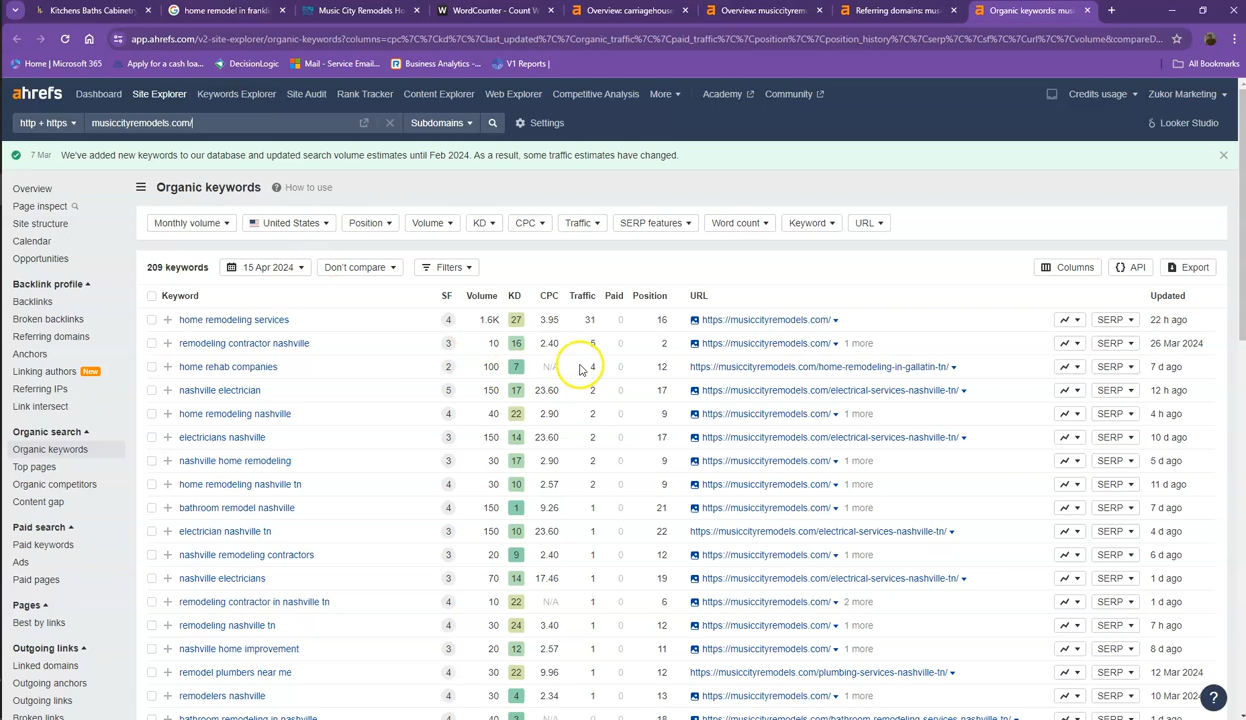 Kitchens Baths Cabinetry
home remodel in franklin
Music City Remodels Ho
WordCounter - Count W
Overview: carriagehouse
Overview: musiccityrem
Referring domains: mus
Organic keywords: mus
app.ahrefs.com/v2-site-explorer/organic-keywords?columns=cpc%7C%7Ckd%7C%7Clast_updated%7C%7Corganic_traffic%7C%7Cpaid_traffic%7C%7Cposition%7C%7Cposition_history%7C%7Cserp%7C%7Csf%7C%7Curl%7C%7Cvolume&compareD...
Home | Microsoft 365
Apply for a cash loa...
DecisionLogic
Mail - Service Email...
Business Analytics -...
V1 Reports |
All Bookmarks
ahrefs Dashboard Site Explorer Keywords Explorer Site Audit Rank Tracker Content Explorer Web Explorer Competitive Analysis More Academy Community Credits usage Zukor Marketing
http + https musiccityremodels.com/ Subdomains Settings Looker Studio
7 Mar We've added new keywords to our database and updated search volume estimates until Feb 2024. As a result, some traffic estimates have changed.
Overview
Page inspect
Site structure
Calendar
Opportunities
Backlink profile
Backlinks
Broken backlinks
Referring domains
Anchors
Linking authors New
Referring IPs
Link intersect
Organic search
Organic keywords
Top pages
Organic competitors
Content gap
Paid search
Paid keywords
Ads
Paid pages
Pages
Best by links
Outgoing links
Linked domains
Outgoing anchors
Outgoing links
Broken links
Organic keywords ? How to use
Monthly volume United States Position Volume KD CPC Traffic SERP features Word count Keyword URL
209 keywords 15 Apr 2024 Don't compare Filters Columns API Export
Keyword SF Volume KD CPC Traffic Paid Position URL Updated
home remodeling services 4 1.6K 27 3.95 31 0 16 https://musiccityremodels.com/ SERP 22 h ago
remodeling contractor nashville 3 10 16 2.40 5 0 2 https://musiccityremodels.com/ 1 more SERP 26 Mar 2024
home rehab companies 2 100 7 N/A 4 0 12 https://musiccityremodels.com/home-remodeling-in-gallatin-tn/ SERP 7 d ago
nashville electrician 5 150 17 23.60 2 0 17 https://musiccityremodels.com/electrical-services-nashville-tn/ SERP 12 h ago
home remodeling nashville 4 40 22 2.90 2 0 9 https://musiccityremodels.com/ 1 more SERP 4 h ago
electricians nashville 3 150 14 23.60 2 0 17 https://musiccityremodels.com/electrical-services-nashville-tn/ SERP 10 d ago
nashville home remodeling 3 30 17 2.90 2 0 9 https://musiccityremodels.com/ 1 more SERP 5 d ago
home remodeling nashville tn 3 30 10 2.57 2 0 9 https://musiccityremodels.com/ 1 more SERP 11 d ago
bathroom remodel nashville 4 150 1 9.26 1 0 21 https://musiccityremodels.com/ 1 more SERP 7 d ago
electrician nashville tn 3 150 10 23.60 1 0 22 https://musiccityremodels.com/electrical-services-nashville-tn/ SERP 4 d ago
nashville remodeling contractors 3 20 9 2.40 1 0 12 https://musiccityremodels.com/ 1 more SERP 6 d ago
nashville electricians 3 70 14 17.46 1 0 19 https://musiccityremodels.com/electrical-services-nashville-tn/ SERP 1 d ago
remodeling contractor in nashville tn 4 10 22 N/A 1 0 6 https://musiccityremodels.com/ 2 more SERP 1 d ago
remodeling nashville tn 4 30 24 3.40 1 0 12 https://musiccityremodels.com/ 1 more SERP 7 h ago
nashville home improvement 3 20 12 2.57 1 0 11 https://musiccityremodels.com/ 1 more SERP 8 d ago
remodel plumbers near me 4 30 22 9.96 1 0 12 https://musiccityremodels.com/plumbing-services-nashville-tn/ SERP 12 Mar 2024
remodelers nashville 4 30 4 2.34 1 0 13 https://musiccityremodels.com/ 1 more SERP 10 Mar 2024
bathroom remodeling in nashville
?